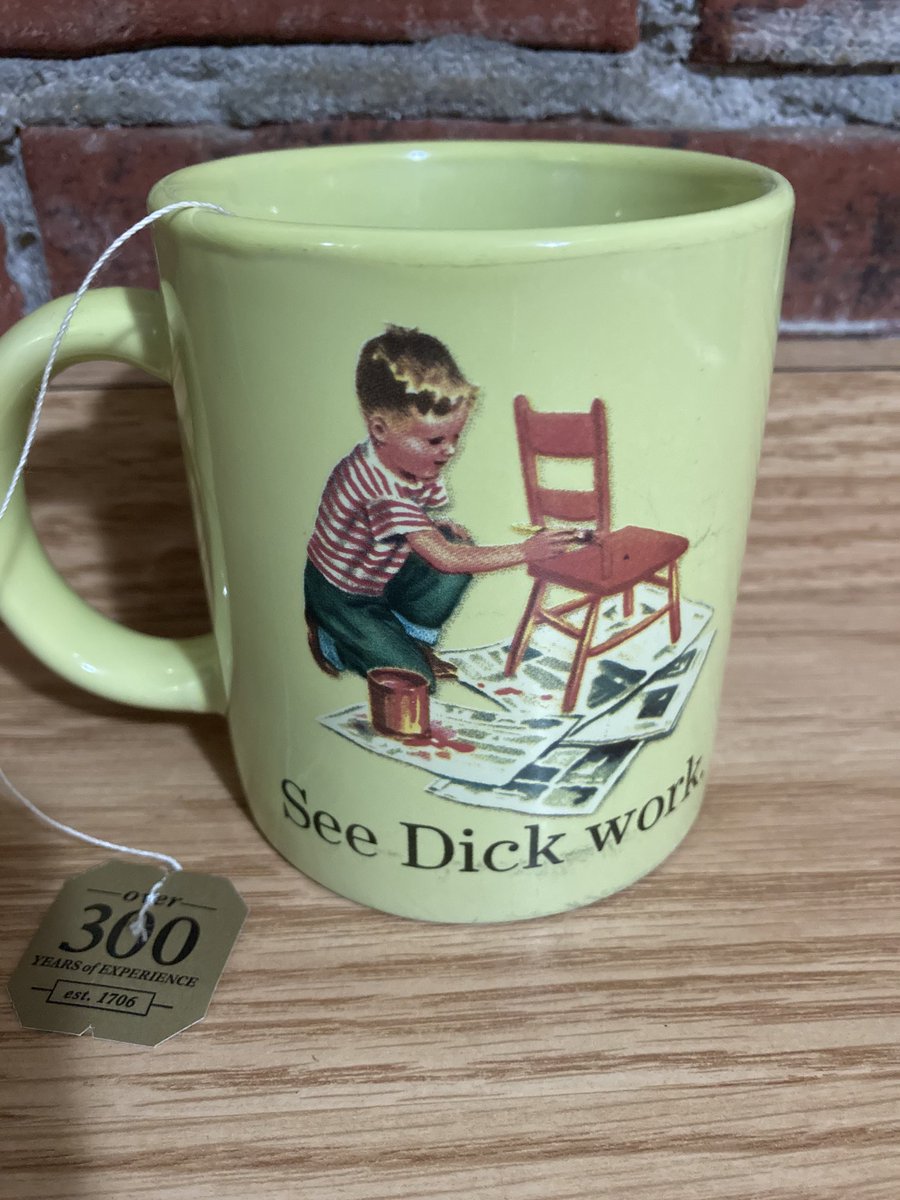 See Dick work.
over
300
YEARS of EXPERIENCE
est. 1706